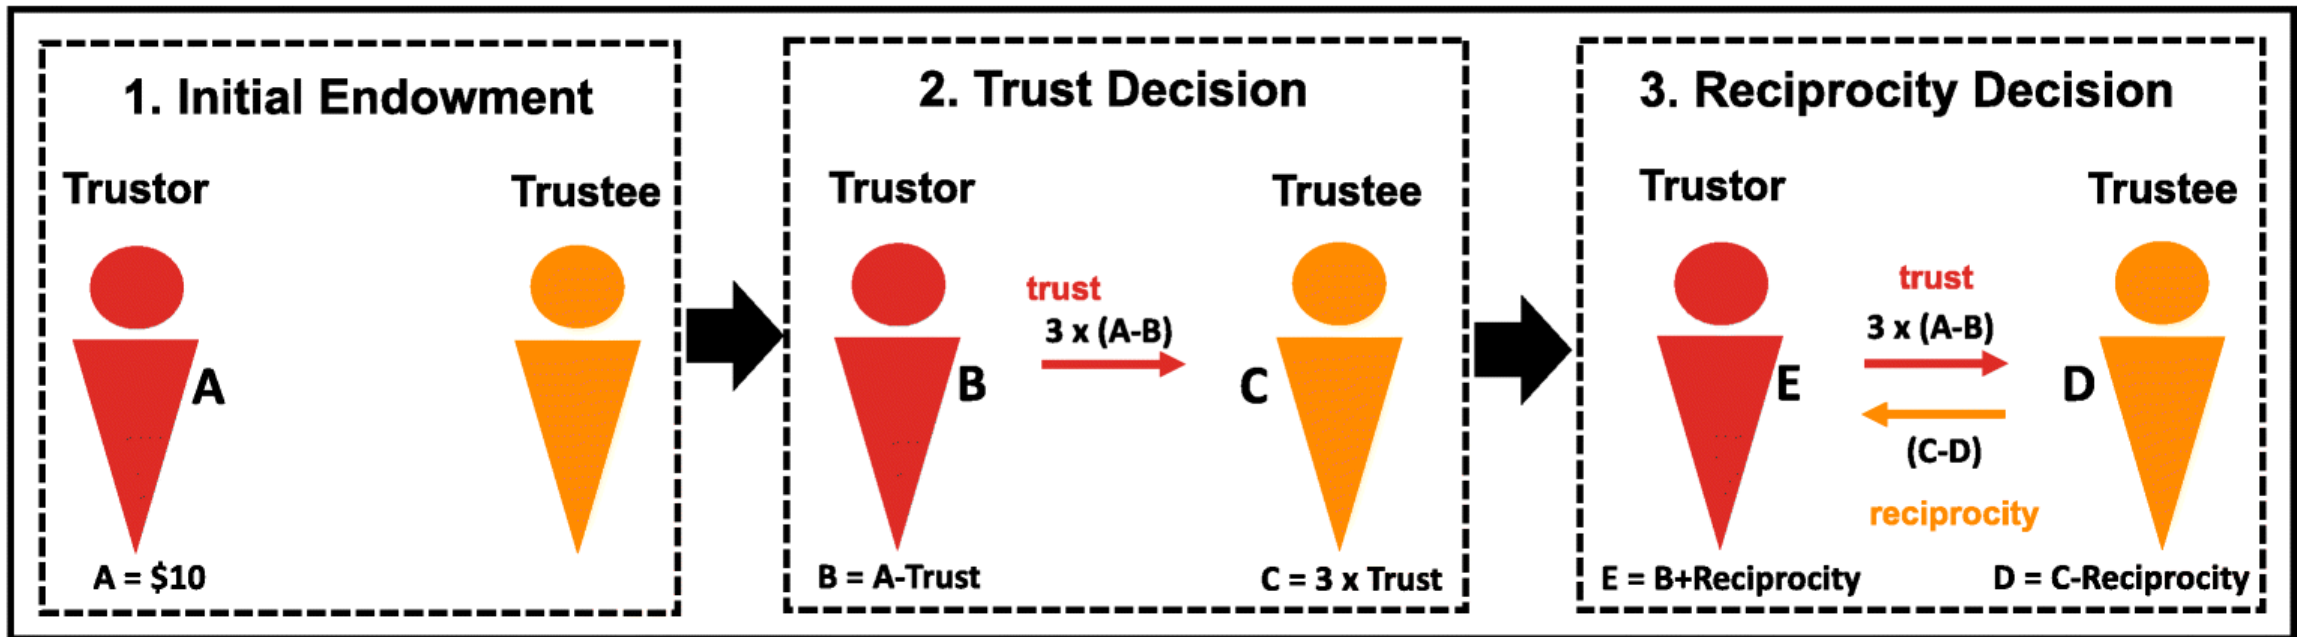 1. Initial Endowment
Trustor
Trustee
A
A = $10
2. Trust Decision
Trustor
Trustee
trust
3 x (A-B)
B
C
B = A-Trust
C = 3 x Trust
3. Reciprocity Decision
Trustor
Trustee
trust
3 x (A-B)
E
D
(C-D)
reciprocity
E = B+Reciprocity
D = C-Reciprocity